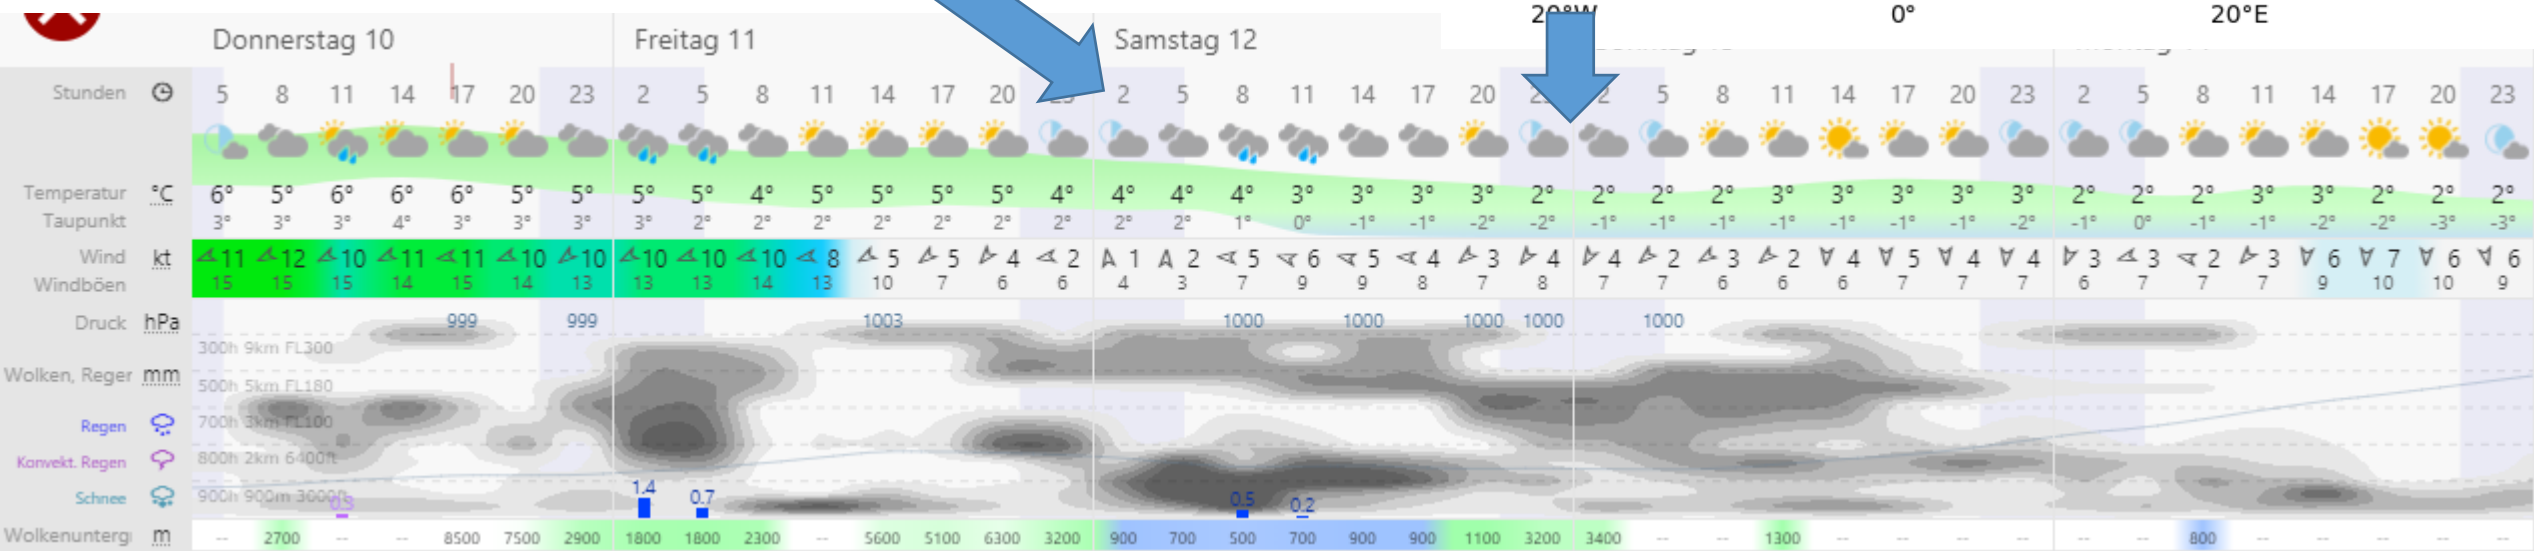 20°W 0° 20°E
Donnerstag 10 Freitag 11 Samstag 12
Stunden 5 8 11 14 17 20 23 2 5 8 11 14 17 20 23 2 5 8 11 14 17 20 23 2 5 8 11 14 17 20 23 2 5 8 11 14 17 20 23
Temperatur °C 6° 5° 6° 6° 6° 5° 5° 5° 5° 4° 5° 5° 5° 5° 4° 4° 4° 4° 3° 3° 3° 3° 2° 2° 2° 2° 3° 3° 3° 3° 2° 2° 2° 3° 3° 2° 2° 2°
Taupunkt 3° 3° 3° 4° 3° 3° 3° 3° 2° 2° 2° 2° 2° 2° 2° 2° 2° 1° 0° -1° -1° -2° -2° -1° -1° -1° -1° -1° -1° -1° -2° -1° 0° -1° -1° -2° -2° -3° -3°
Wind kt 11 12 10 11 11 10 10 10 10 10 8 5 5 4 2 1 2 5 6 5 4 3 4 4 2 3 2 4 5 4 4 3 3 2 3 6 7 6 6
Windböen 15 15 15 14 15 14 13 13 13 14 13 10 7 6 6 4 3 7 9 9 8 7 8 7 7 6 6 6 7 7 7 6 7 7 7 9 10 10 9
Druck hPa 999 999 1003 1000 1000 1000 1000 1000
300h 9km FL300
Wolken, Reger mm
500h 5km FL180
700h 3km FL100
Regen
800h 2km 6400ft
Konvekt. Regen
900h 900m 3000ft
Schnee 0.3 1.4 0.7 0.5 0.2
Wolkenunterg m -- 2700 -- -- 8500 7500 2900 1800 1800 2300 -- 5600 5100 6300 3200 900 700 500 700 900 900 1100 3200 3400 -- -- 1300 -- -- -- -- -- -- 800 -- -- -- -- --